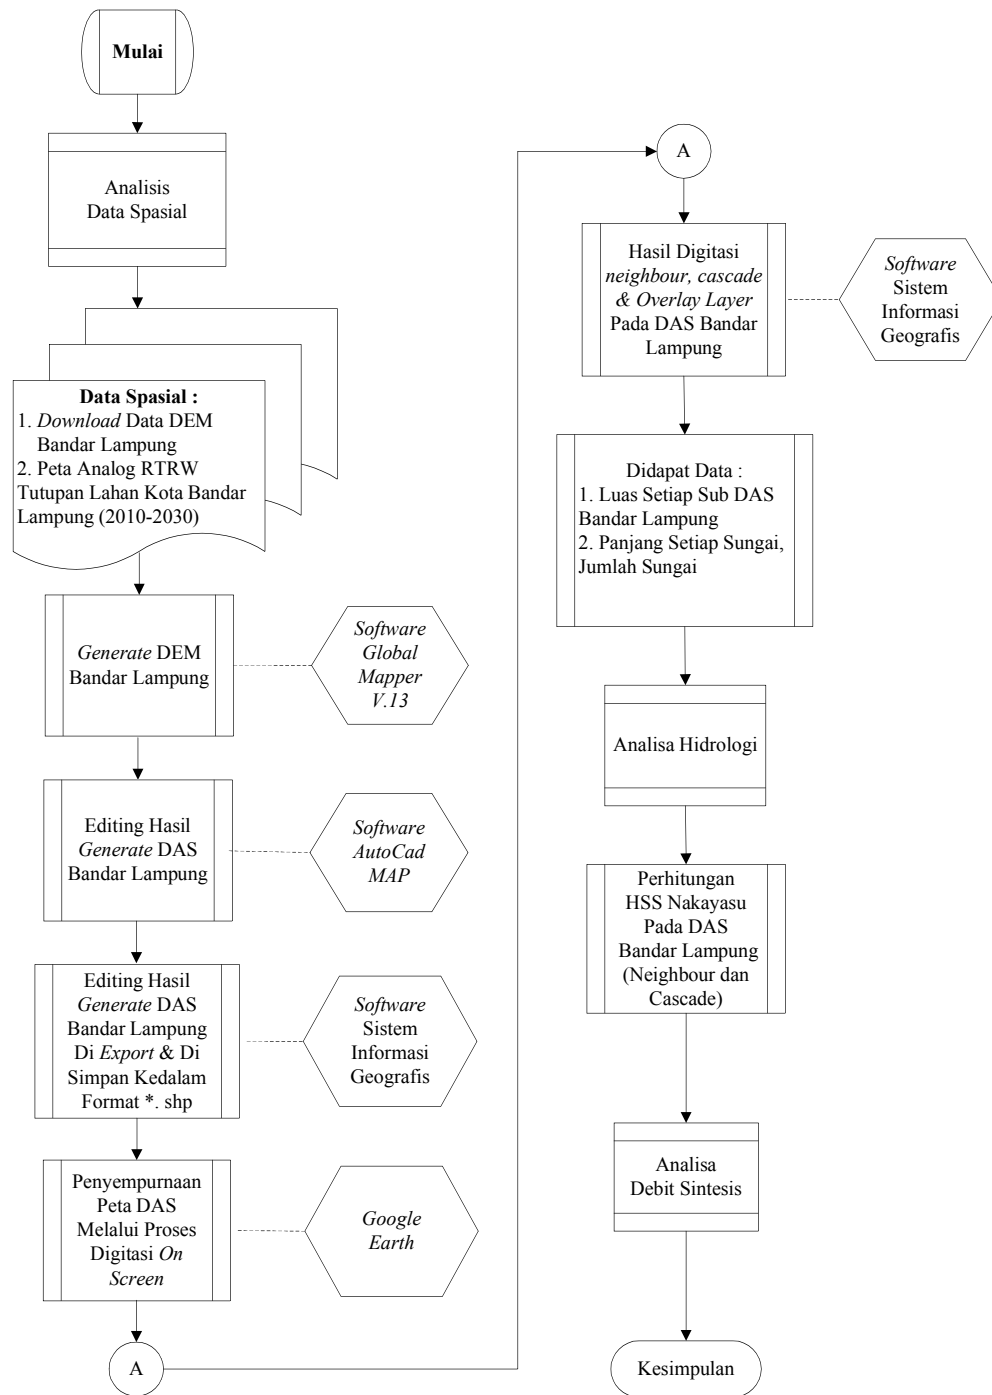 Mulai
Analisis
Data Spasial
Data Spasial :
1. Download Data DEM
Bandar Lampung
2. Peta Analog RTRW
Tutupan Lahan Kota Bandar
Lampung (2010-2030)
Generate DEM
Bandar Lampung
Software
Global
Mapper
V.13
Editing Hasil
Generate DAS
Bandar Lampung
Software
AutoCad
MAP
Editing Hasil
Generate DAS
Bandar Lampung
Di Export & Di
Simpan Kedalam
Format *. shp
Software
Sistem
Informasi
Geografis
Penyempurnaan
Peta DAS
Melalui Proses
Digitasi On
Screen
Google
Earth
A
A
Hasil Digitasi
neighbour, cascade
& Overlay Layer
Pada DAS Bandar
Lampung
Software
Sistem
Informasi
Geografis
Didapat Data :
1. Luas Setiap Sub DAS
Bandar Lampung
2. Panjang Setiap Sungai,
Jumlah Sungai
Analisa Hidrologi
Perhitungan
HSS Nakayasu
Pada DAS
Bandar Lampung
(Neighbour dan
Cascade)
Analisa
Debit Sintesis
Kesimpulan